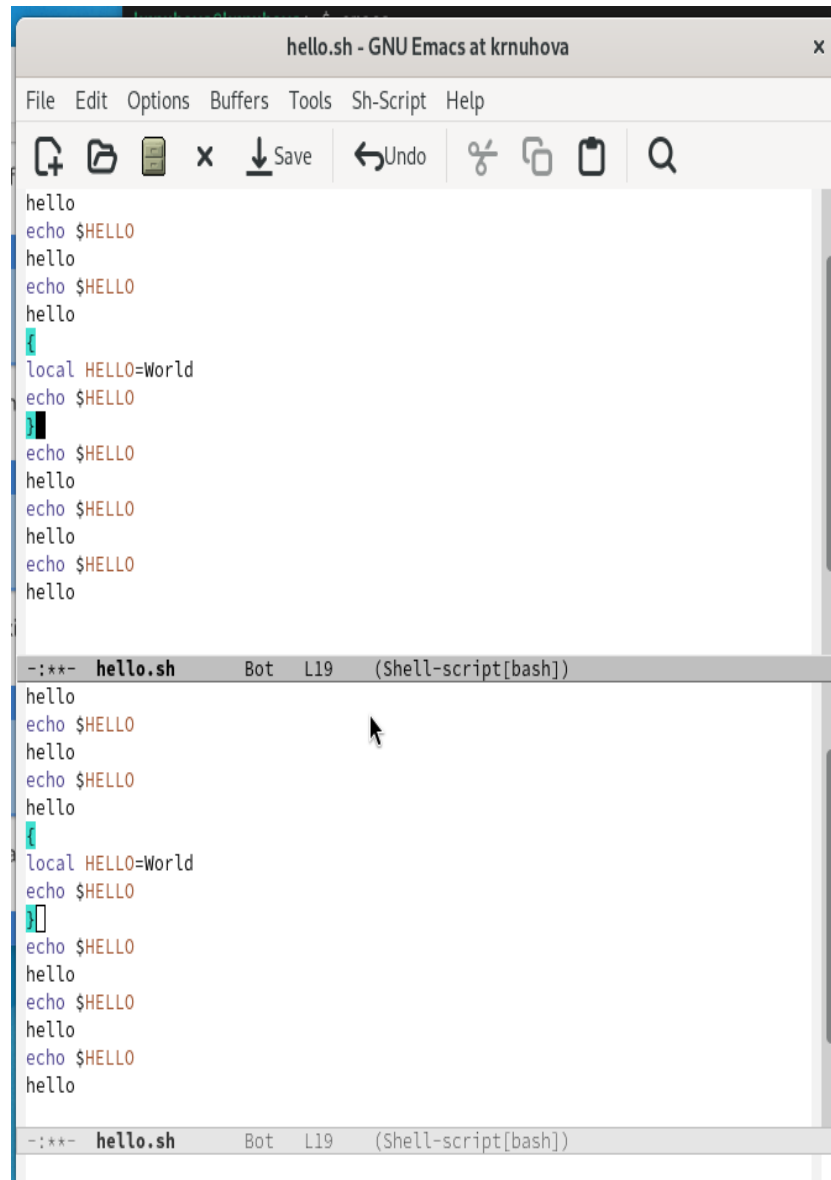 hello.sh - GNU Emacs at krnuhova
File Edit Options Buffers Tools Sh-Script Help
Save Undo
hello
echo $HELLO
hello
echo $HELLO
hello
{
local HELLO=World
echo $HELLO
}
echo $HELLO
hello
echo $HELLO
hello
echo $HELLO
hello
-:**- hello.sh Bot L19 (Shell-script[bash])
hello
echo $HELLO
hello
echo $HELLO
hello
{
local HELLO=World
echo $HELLO
}
echo $HELLO
hello
echo $HELLO
hello
echo $HELLO
hello
-:**- hello.sh Bot L19 (Shell-script[bash])